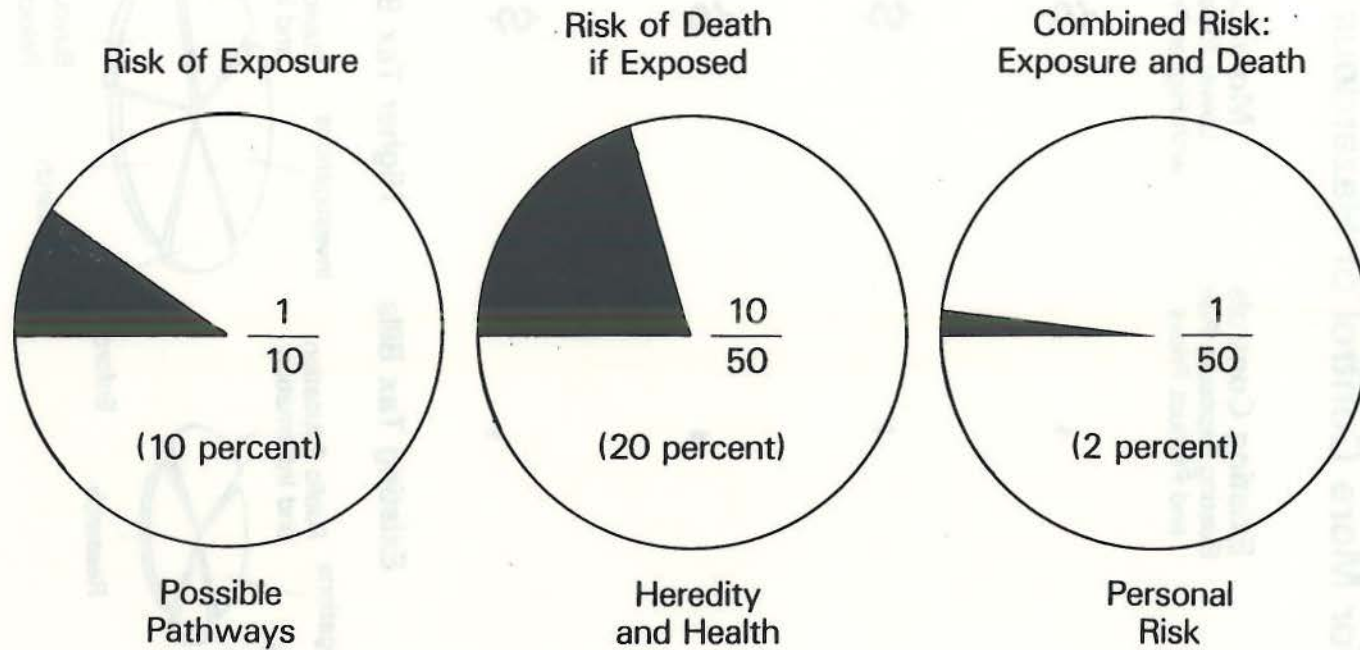 Risk of Exposure
1
10
(10 percent)
Possible
Pathways
Risk of Death
if Exposed
10
50
(20 percent)
Heredity
and Health
Combined Risk:
Exposure and Death
1
50
(2 percent)
Personal
Risk